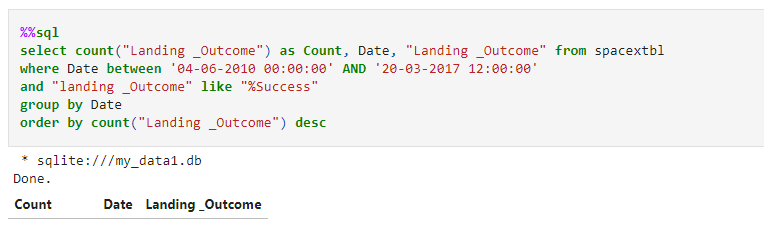 %%sql
select count("Landing _Outcome") as Count, Date, "Landing _Outcome" from spacextbl
where Date between '04-06-2010 00:00:00' AND '20-03-2017 12:00:00'
and "landing _Outcome" like "%Success"
group by Date
order by count("Landing _Outcome") desc
* sqlite:///my_data1.db
Done.
Count Date Landing _Outcome